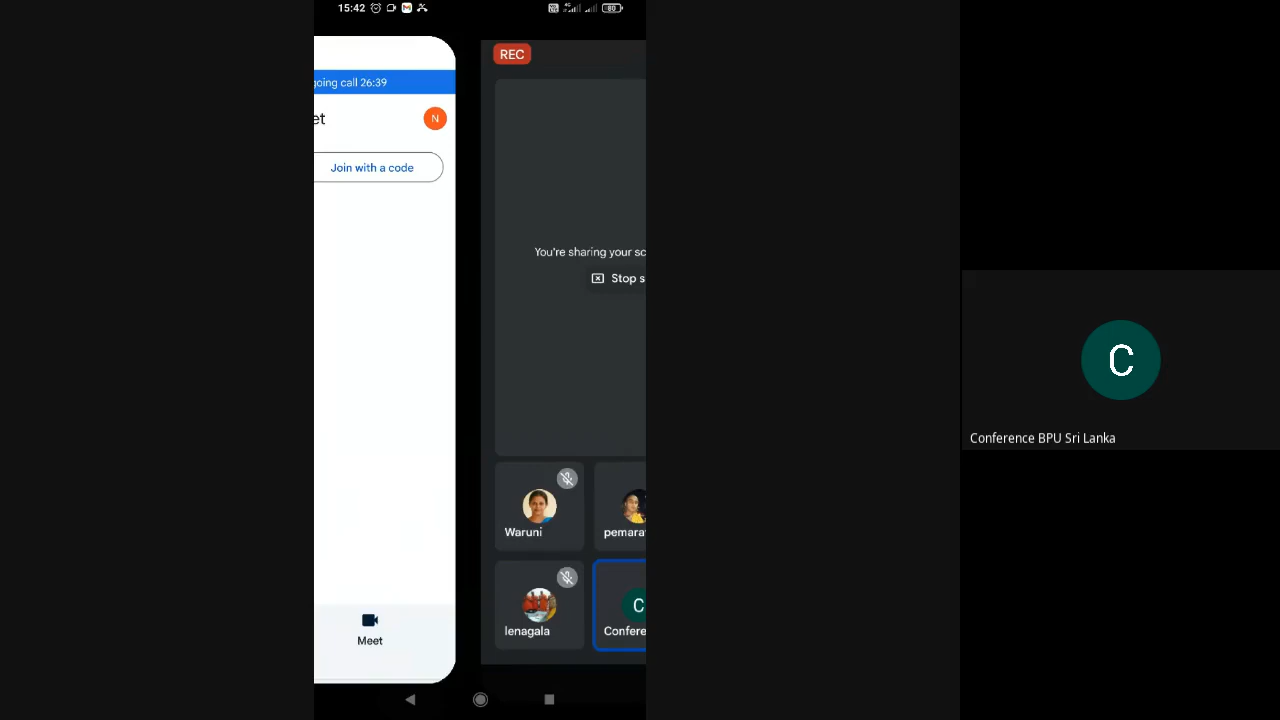 15:42
80
going call 26:39
et
N
Join with a code
Meet
REC
You're sharing your sc
Stop s
Waruni
pemara
lenagala
C
Confere
C
Conference BPU Sri Lanka